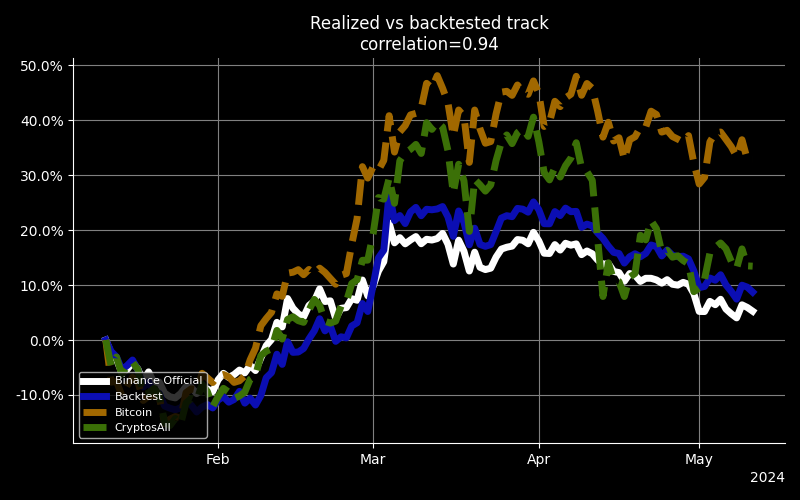 Realized vs backtested track
correlation=0.94
50.0%
40.0%
30.0%
20.0%
10.0%
0.0%
-10.0%
Binance Official
Backtest
Bitcoin
CryptosAll
Feb
Mar
Apr
May
2024